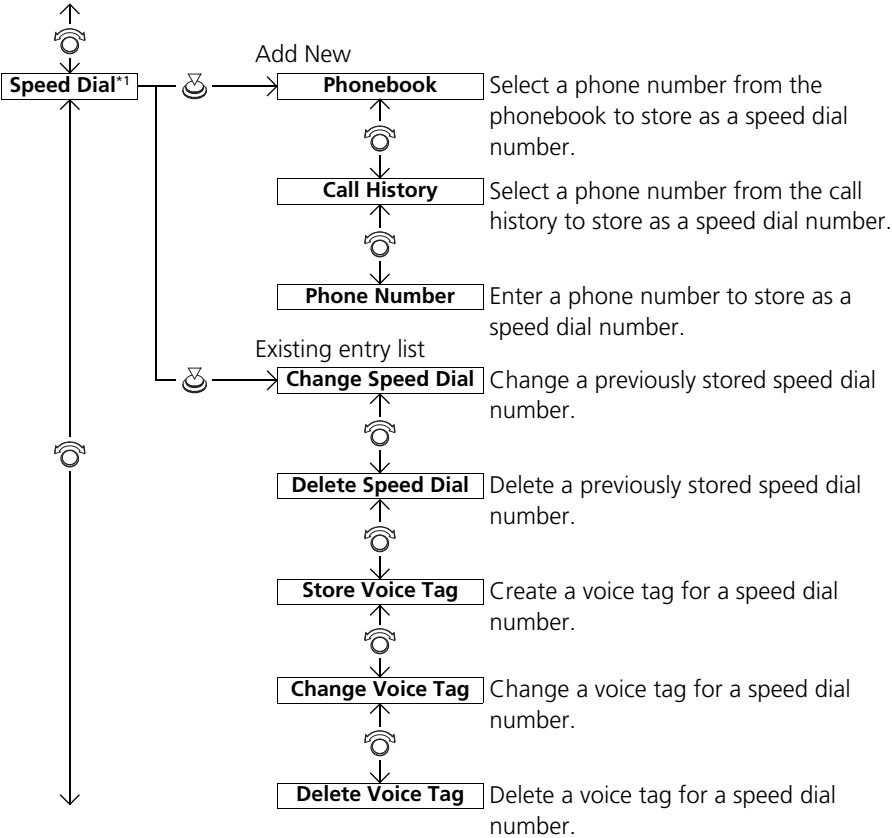 Add New
Speed Dial*1
Phonebook
Select a phone number from the
phonebook to store as a speed dial
number.
Call History
Select a phone number from the call
history to store as a speed dial number.
Phone Number
Enter a phone number to store as a
speed dial number.
Existing entry list
Change Speed Dial
Change a previously stored speed dial
number.
Delete Speed Dial
Delete a previously stored speed dial
number.
Store Voice Tag
Create a voice tag for a speed dial
number.
Change Voice Tag
Change a voice tag for a speed dial
number.
Delete Voice Tag
Delete a voice tag for a speed dial
number.